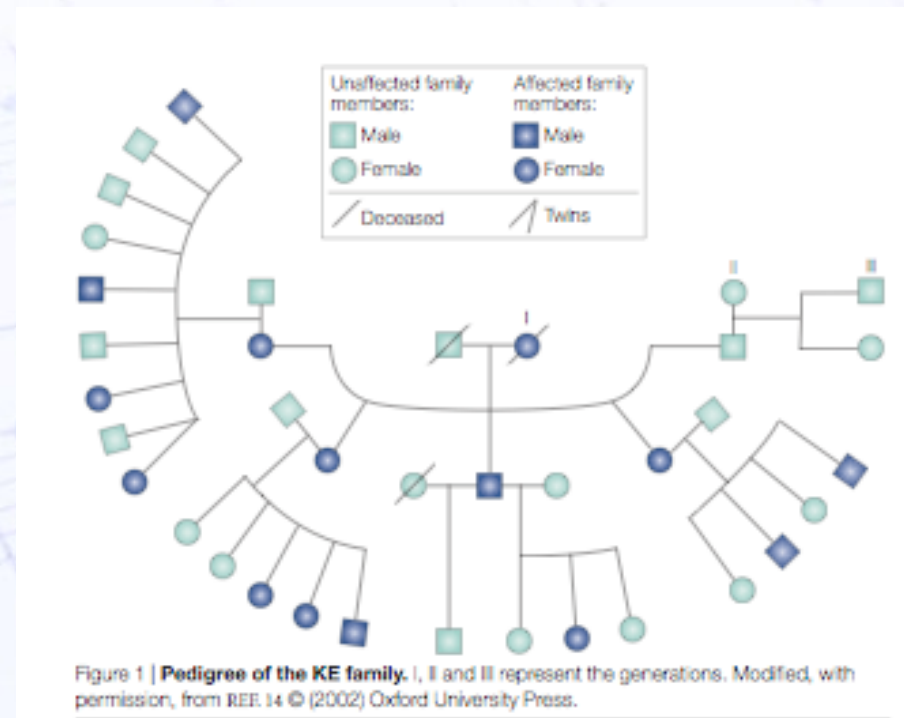 Unaffected family members:
Affected family members:
Male
Male
Female
Female
Deceased
Twins
II
III
I
Figure 1 | Pedigree of the KE family. I, II and III represent the generations. Modified, with
permission, from REF. 14 © (2002) Oxford University Press.